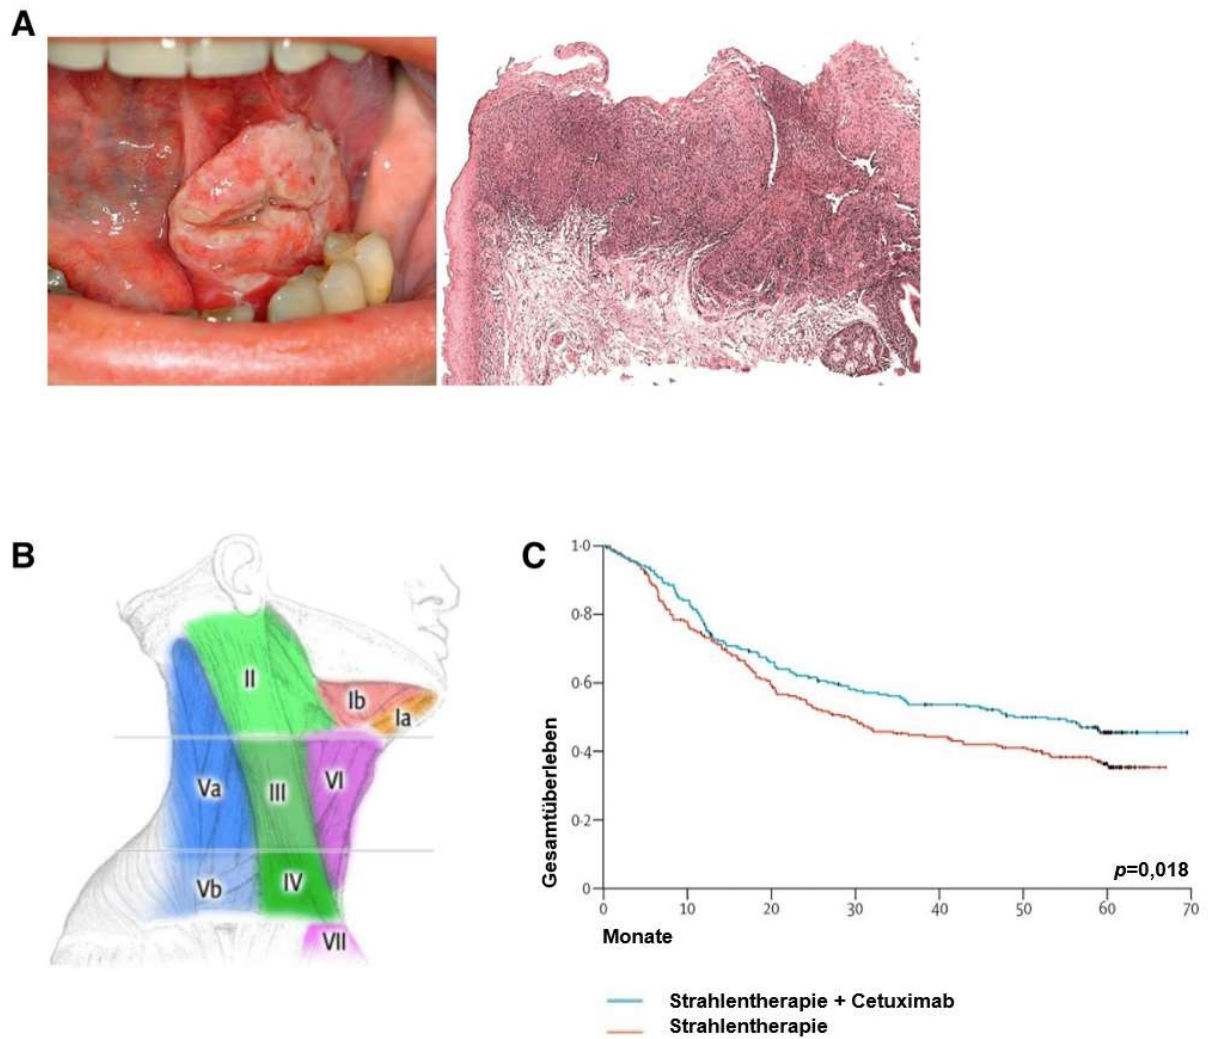 A
B
II
Ib
Ia
Va
III
VI
Vb
IV
VII
C
Gesamtüberleben
1·0
0·8
0·6
0·4
0·2
0
p=0,018
0 10 20 30 40 50 60 70
Monate
Strahlentherapie + Cetuximab
Strahlentherapie